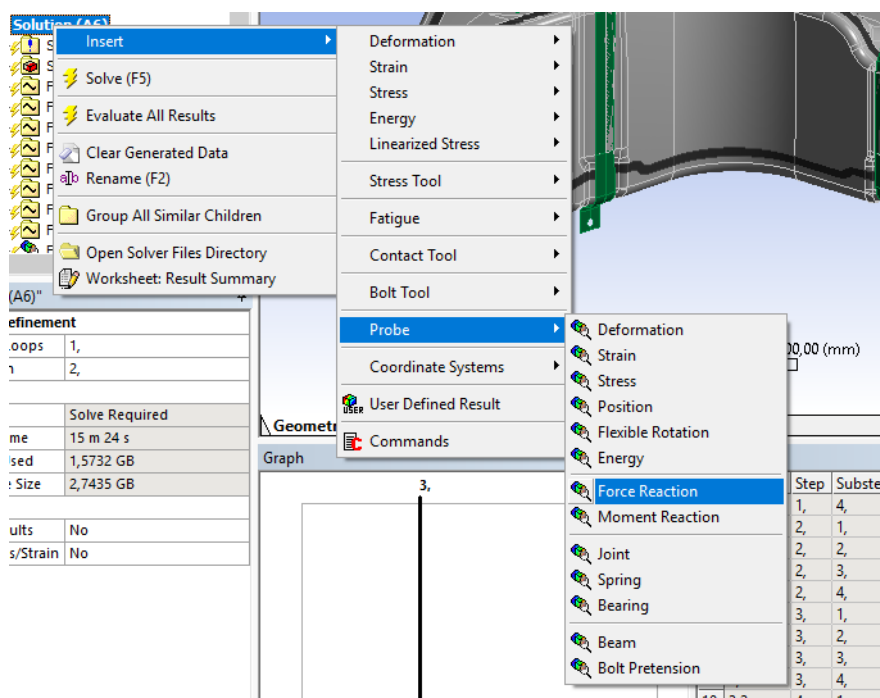 Solution (A6)
Insert
Solve (F5)
Evaluate All Results
Clear Generated Data
Rename (F2)
Group All Similar Children
Open Solver Files Directory
Worksheet: Result Summary
Deformation
Strain
Stress
Energy
Linearized Stress
Stress Tool
Fatigue
Contact Tool
Bolt Tool
Probe
Coordinate Systems
User Defined Result
Commands
Deformation
Strain
Stress
Position
Flexible Rotation
Energy
Force Reaction
Moment Reaction
Joint
Spring
Bearing
Beam
Bolt Pretension
(A6)"
efinement
oops 1,
2,
Solve Required
me 15 m 24 s
sed 1,5732 GB
Size 2,7435 GB
ults No
s/Strain No
00,00 (mm)
Geometr
Graph
3,
Step Subste
1, 4,
2, 1,
2, 2,
2, 3,
2, 4,
3, 1,
3, 2,
3, 3,
3, 4,